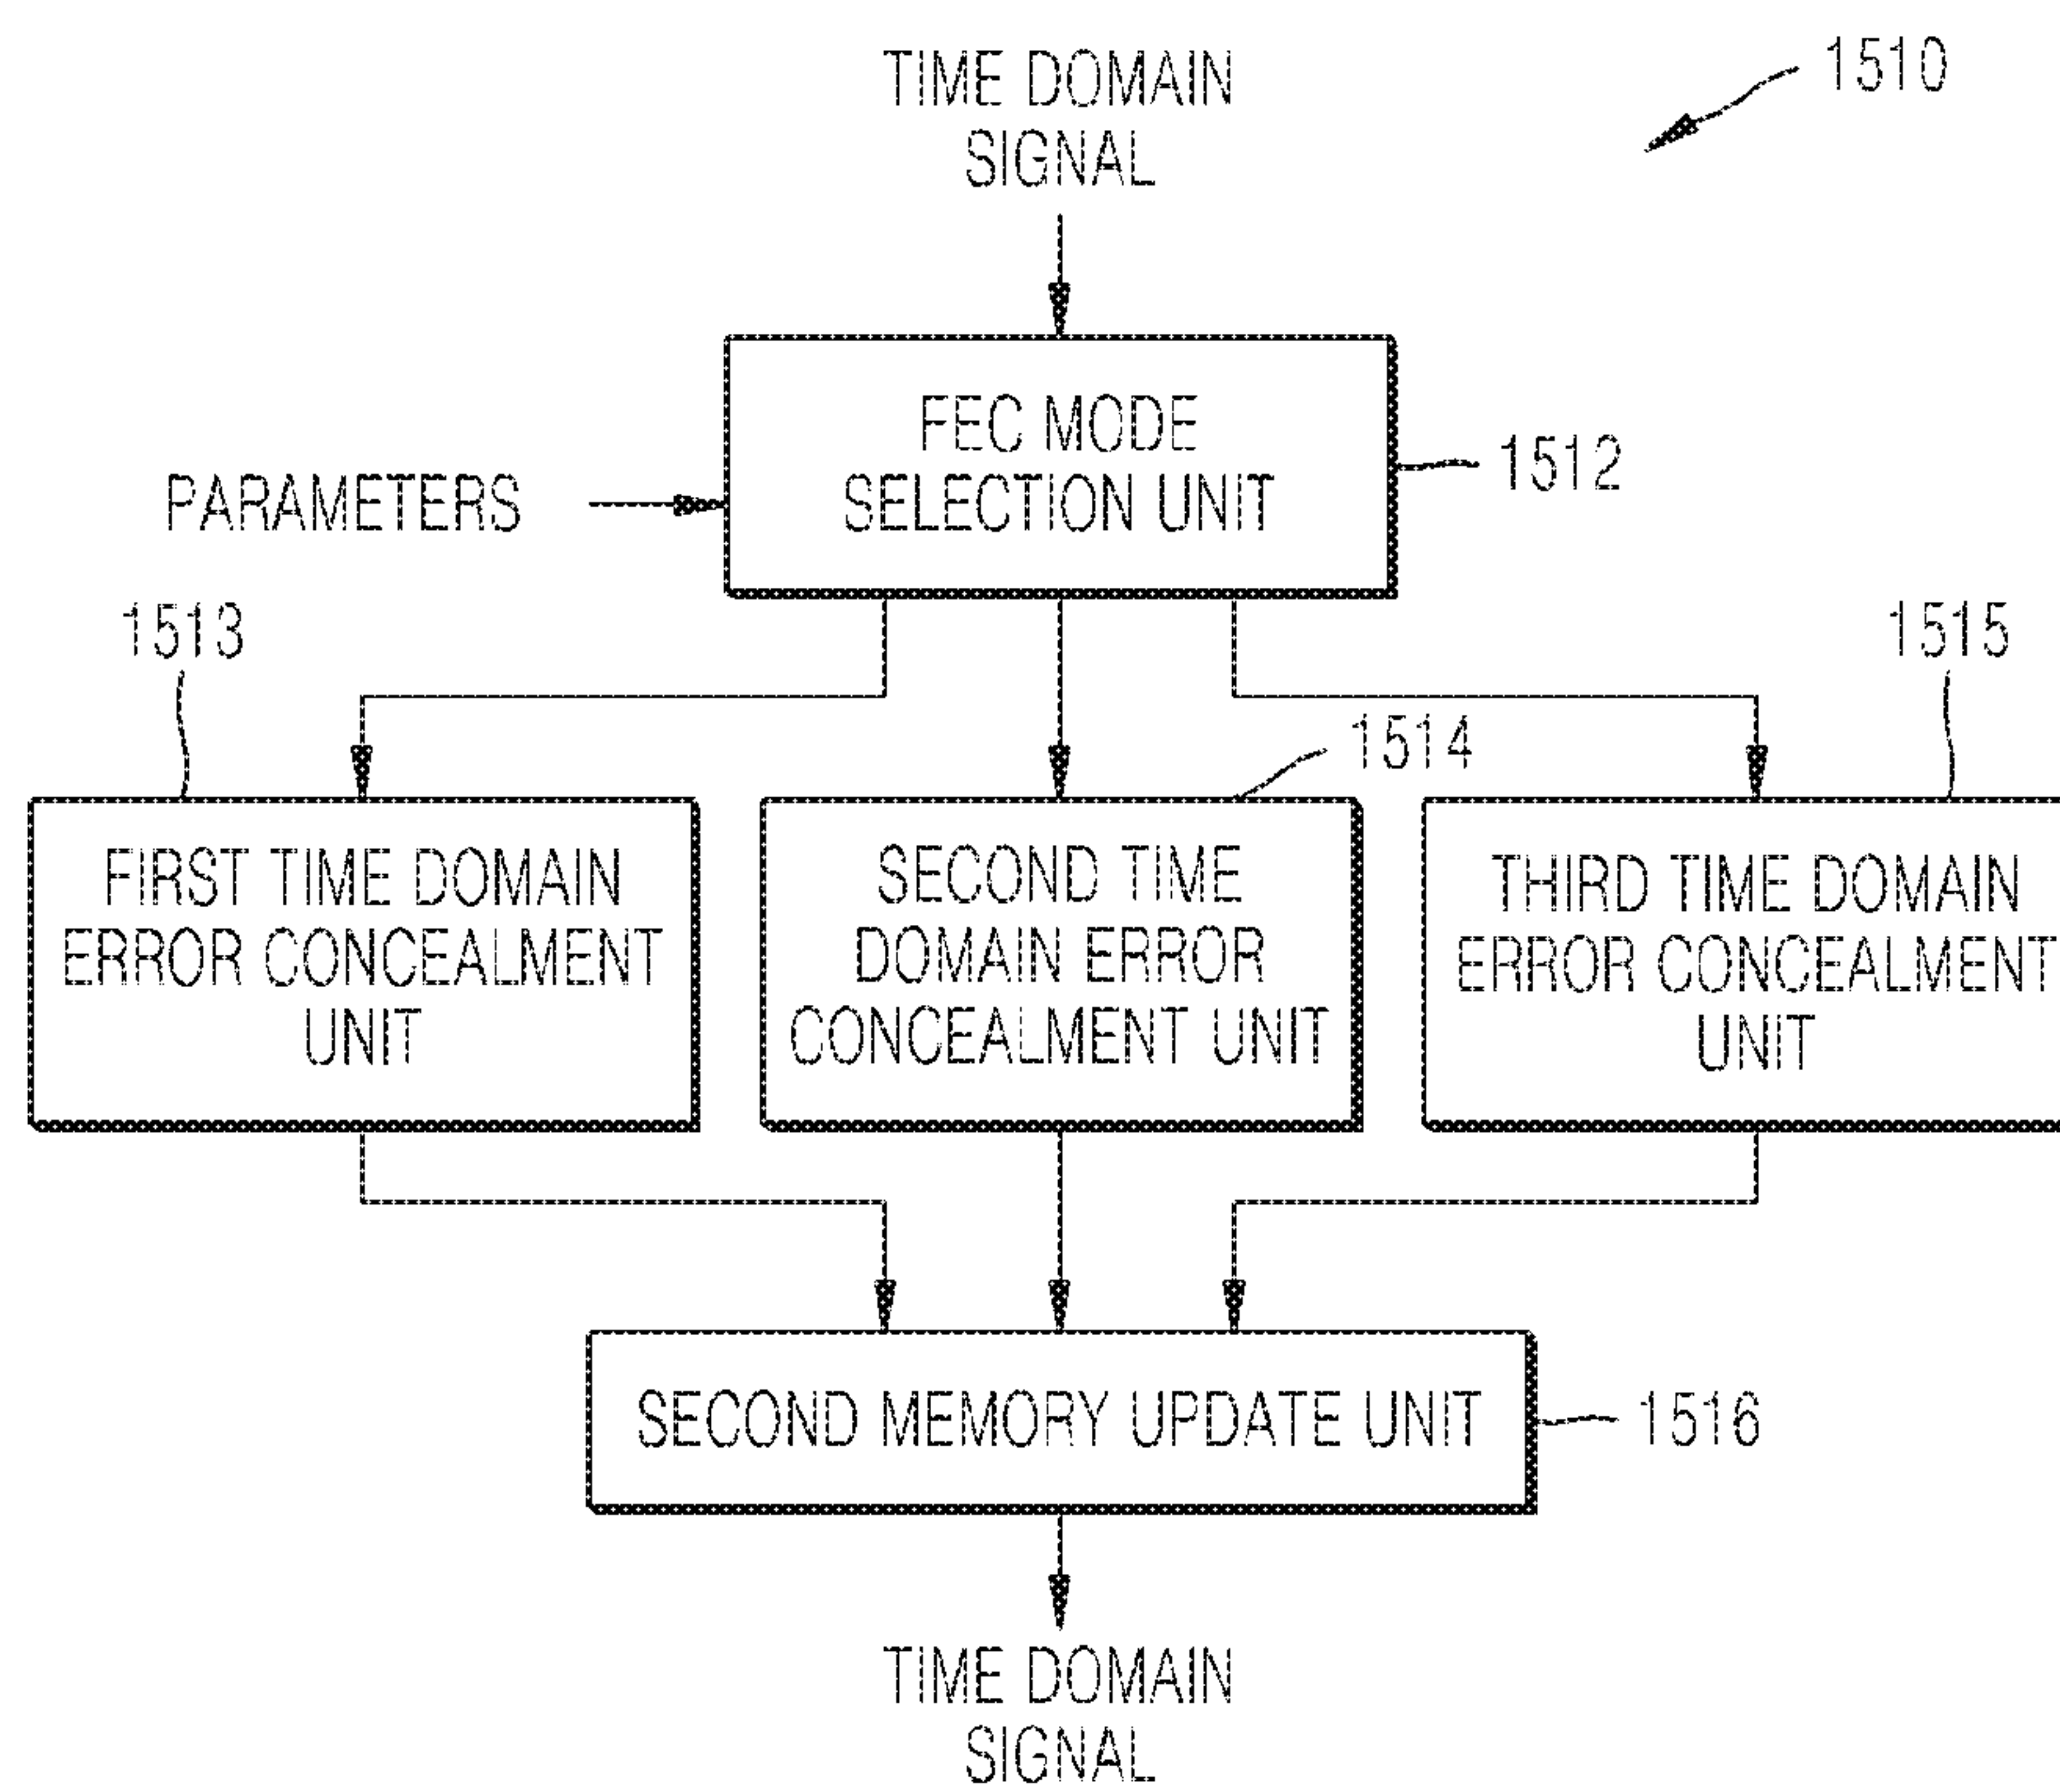 TIME DOMAIN
SIGNAL
1510
FEC MODE
SELECTION UNIT
1512
PARAMETERS
1513
1515
1514
FIRST TIME DOMAIN
ERROR CONCEALMENT
UNIT
SECOND TIME
DOMAIN ERROR
CONCEALMENT UNIT
THIRD TIME DOMAIN
ERROR CONCEALMENT
UNIT
SECOND MEMORY UPDATE UNIT
1516
TIME DOMAIN
SIGNAL